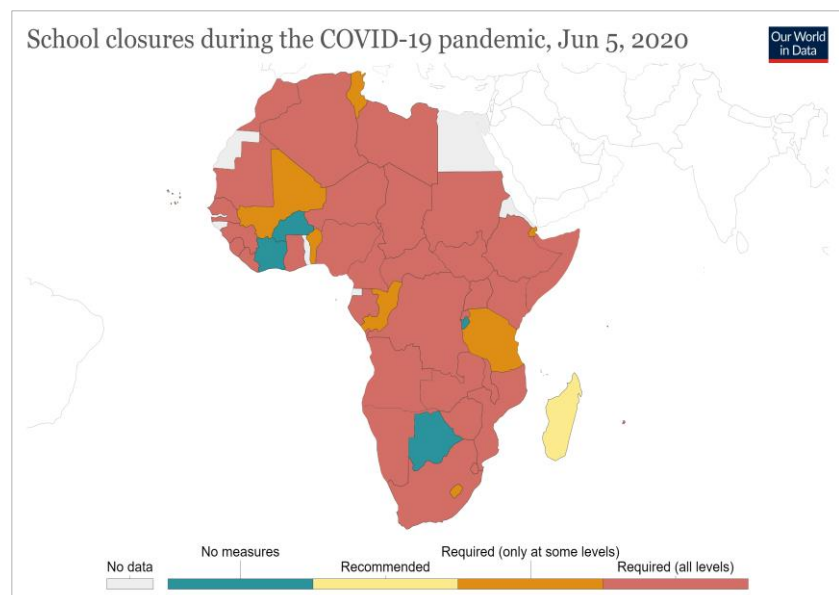 School closures during the COVID-19 pandemic, Jun 5, 2020
Our World
in Data
No data
No measures
Recommended
Required (only at some levels)
Required (all levels)